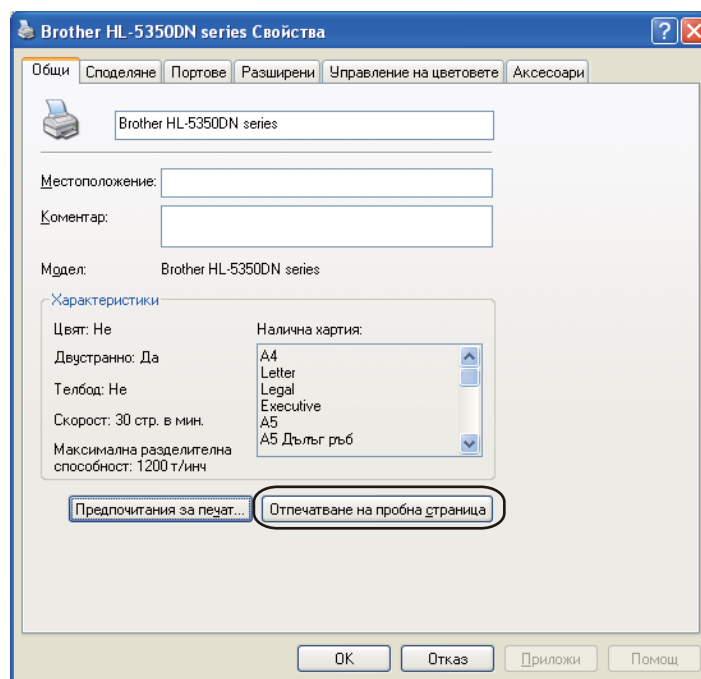 Brother HL-5350DN series Свойства
Общи Споделяне Портове Разширени Управление на цветовете Аксесоари
Brother HL-5350DN series
Местоположение:
Коментар:
Модел: Brother HL-5350DN series
Характеристики
Цвят: Не
Двустранно: Да
Телбод: Не
Скорост: 30 стр. в мин.
Максимална разделителна
способност: 1200 т/инч
Налична хартия:
A4
Letter
Legal
Executive
A5
A5 Дълъг ръб
Предпочитания за печат... Отпечатване на пробна страница
OK Отказ Приложи Помощ